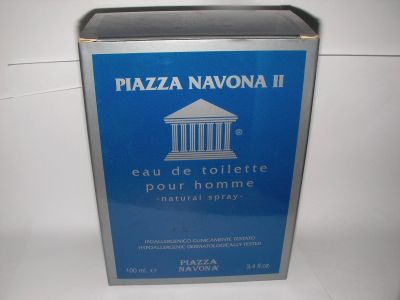 PIAZZA NAVONA II
®
eau de toilette
pour homme
-natural spray-
IPOALLERGENICO CLINICAMENTE TESTATO
HYPOALLERGENIC DERMATOLOGICALLY TESTED
PIAZZA
NAVONA®
100 ml. e
3.4 fl.oz